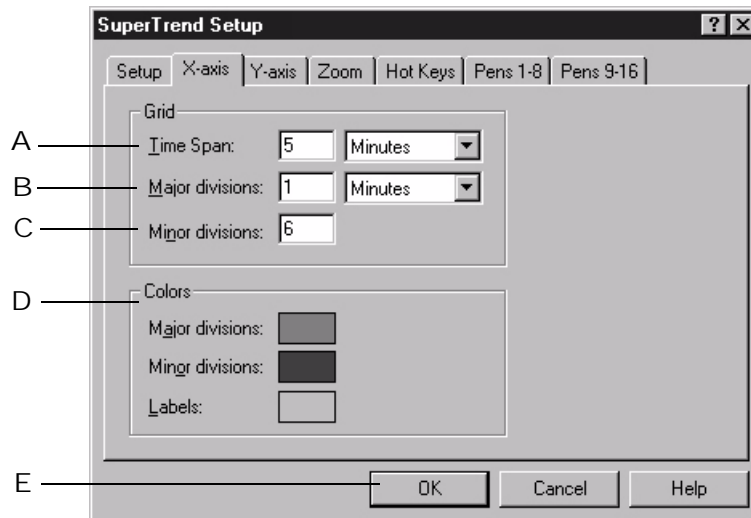 SuperTrend Setup
Setup X-axis Y-axis Zoom Hot Keys Pens 1-8 Pens 9-16
Grid
A Time Span: 5 Minutes
B Major divisions: 1 Minutes
C Minor divisions: 6
D Colors
Major divisions:
Minor divisions:
Labels:
E OK Cancel Help